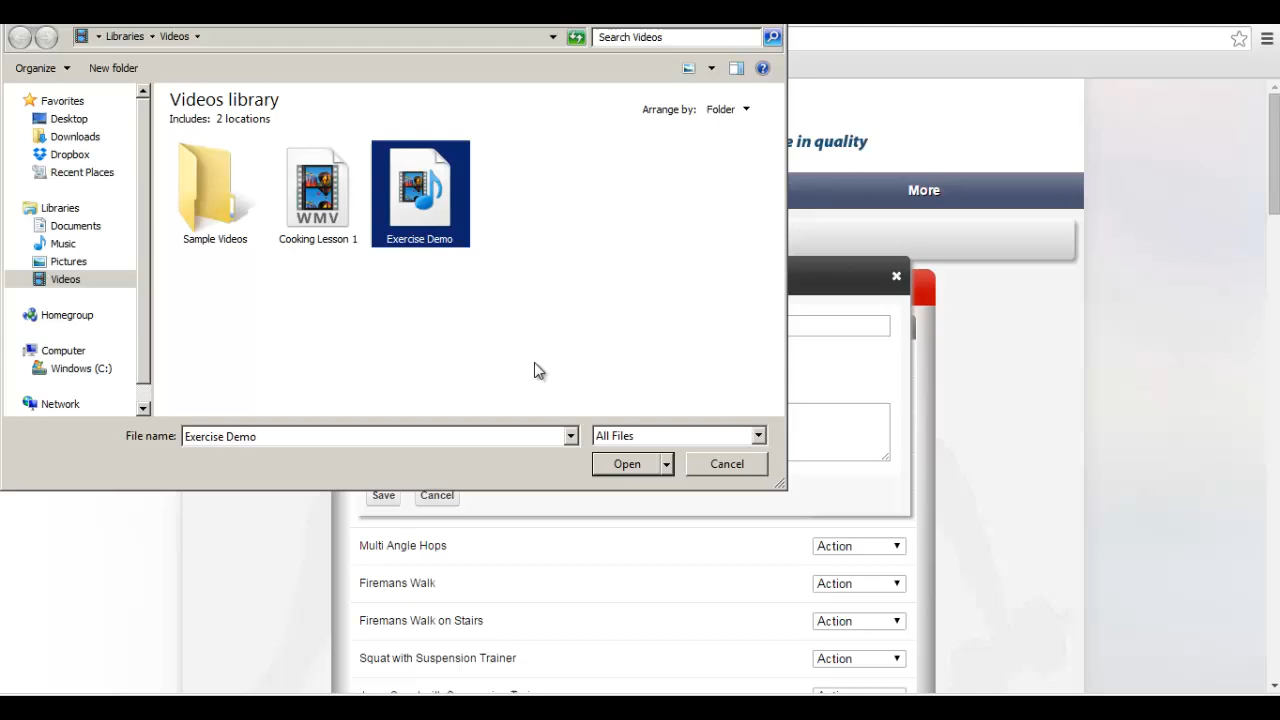 Libraries Videos
Search Videos
Organize
New folder
Videos library
Includes: 2 locations
Arrange by: Folder
Favorites
Desktop
Downloads
Dropbox
Recent Places
Libraries
Documents
Music
Pictures
Videos
Homegroup
Computer
Windows (C:)
Network
Sample Videos
WMV
Cooking Lesson 1
Exercise Demo
File name: Exercise Demo
All Files
Open
Cancel
e in quality
More
Save
Cancel
Multi Angle Hops
Action
Firemans Walk
Action
Firemans Walk on Stairs
Action
Squat with Suspension Trainer
Action